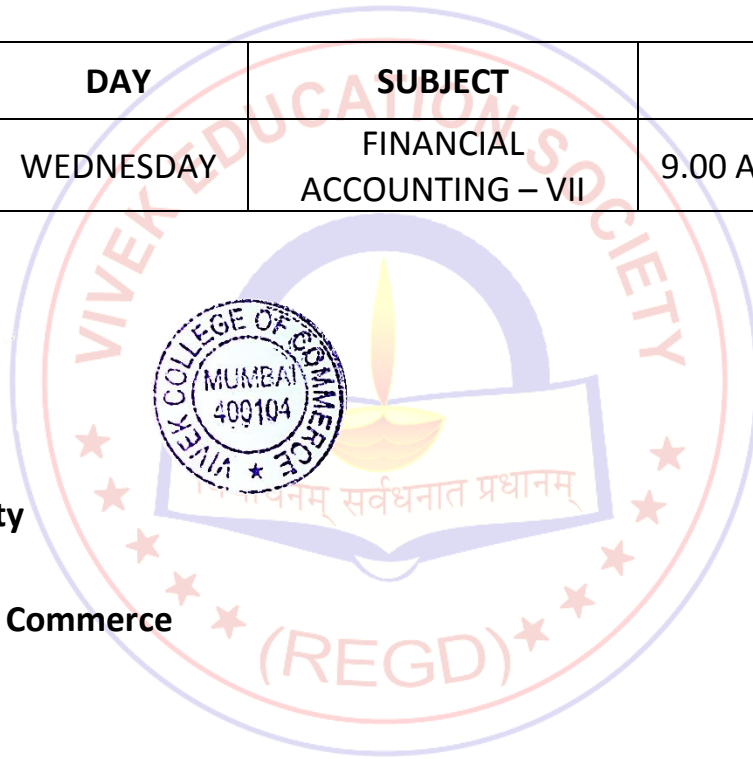 DAY SUBJECT
WEDNESDAY FINANCIAL ACCOUNTING – VII 9.00 A
VIVEK EDUCATION SOCIETY
VIVEK COLLEGE OF COMMERCE
MUMBAI
400104
सर्वधनात प्रधानम्
ty
Commerce
(REGD)